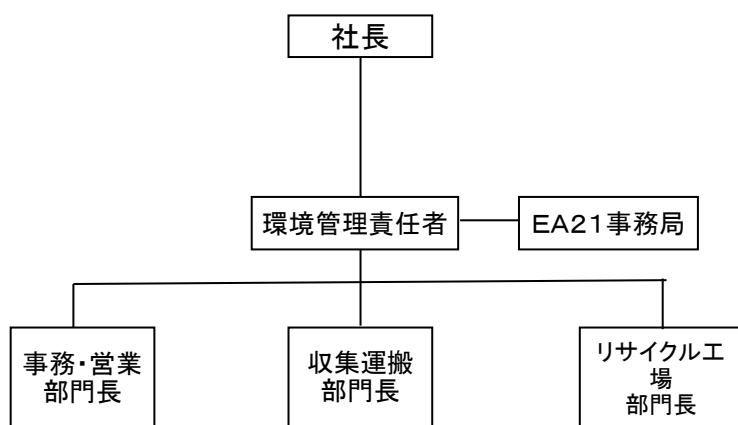 社長
環境管理責任者
EA21事務局
事務・営業
部門長
収集運搬
部門長
リサイクル工
場
部門長